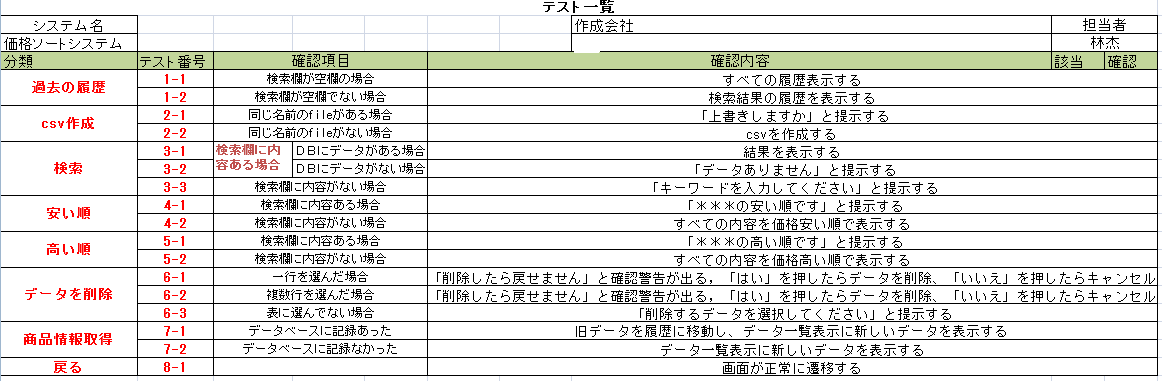 テスト一覧
システム名 作成会社 担当者
価格ソートシステム 林杰
分類 テスト番号 確認項目 確認内容 該当 確認
過去の履歴 1-1 検索欄が空欄の場合 すべての履歴表示する
1-2 検索欄が空欄でない場合 検索結果の履歴を表示する
csv作成 2-1 同じ名前のfileがある場合 「上書きしますか」と提示する
2-2 同じ名前のfileがない場合 csvを作成する
検索 3-1 検索欄に内容ある場合 DBにデータがある場合 結果を表示する
3-2 DBにデータがない場合 「データありません」と提示する
3-3 検索欄に内容がない場合 「キーワードを入力してください」と提示する
安い順 4-1 検索欄に内容ある場合 「***の安い順です」と提示する
4-2 検索欄に内容がない場合 すべての内容を価格安い順で表示する
高い順 5-1 検索欄に内容ある場合 「***の高い順です」と提示する
5-2 検索欄に内容がない場合 すべての内容を価格高い順で表示する
データを削除 6-1 一行を選んだ場合 「削除したら戻せません」と確認警告が出る，「はい」を押したらデータを削除、「いいえ」を押したらキャンセル
6-2 複数行を選んだ場合 「削除したら戻せません」と確認警告が出る，「はい」を押したらデータを削除、「いいえ」を押したらキャンセル
6-3 表に選んでない場合 「削除するデータを選択してください」と提示する
商品情報取得 7-1 データベースに記録あった 旧データを履歴に移動し、データ一覧表示に新しいデータを表示する
7-2 データベースに記録なかった データ一覧表示に新しいデータを表示する
戻る 8-1 画面が正常に遷移する